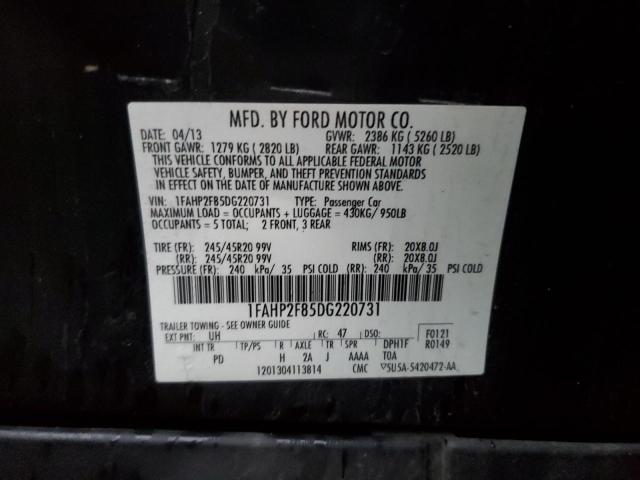 MFD. BY FORD MOTOR CO.
DATE: 04/13 GVWR: 2386 KG ( 5260 LB)
FRONT GAWR: 1279 KG ( 2820 LB) REAR GAWR: 1143 KG ( 2520 LB)
THIS VEHICLE CONFORMS TO ALL APPLICABLE FEDERAL MOTOR
VEHICLE SAFETY, BUMPER, AND THEFT PREVENTION STANDARDS
IN EFFECT ON THE DATE OF MANUFACTURE SHOWN ABOVE.
VIN: 1FAHP2F85DG220731 TYPE: Passenger Car
MAXIMUM LOAD = OCCUPANTS + LUGGAGE = 430KG/ 950LB
OCCUPANTS = 5 TOTAL; 2 FRONT, 3 REAR
TIRE (FR): 245/45R20 99V RIMS (FR): 20X8.0J
(RR): 245/45R20 99V (RR): 20X8.0J
PRESSURE (FR): 240 kPa/ 35 PSI COLD (RR): 240 kPa/ 35 PSI COLD
1FAHP2F85DG220731
TRAILER TOWING - SEE OWNER GUIDE
EXT PNT: UH RC: 47 DSO: F0121
INT TR TP/PS R AXLE TR SPR DPH1F R0149
PD H 2A J AAAA TOA
1201304113814 CMC 5U5A-5420472-AA